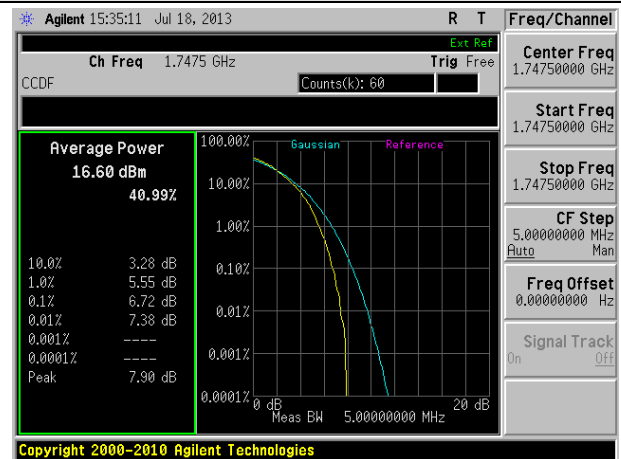 Agilent 15:35:11 Jul 18, 2013 R T
Freq/Channel
Ext Ref
Ch Freq 1.7475 GHz Trig Free
CCDF
Counts(k): 60
Average Power
16.60 dBm
40.99%
10.0% 3.28 dB
1.0% 5.55 dB
0.1% 6.72 dB
0.01% 7.38 dB
0.001% ----
0.0001% ----
Peak 7.90 dB
Gaussian Reference
100.00%
10.00%
1.00%
0.10%
0.01%
0.001%
0.0001%
0 dB 20 dB
Meas BW 5.00000000 MHz
Center Freq
1.74750000 GHz
Start Freq
1.74750000 GHz
Stop Freq
1.74750000 GHz
CF Step
5.00000000 MHz
Auto Man
Freq Offset
0.00000000 Hz
Signal Track
On Off
Copyright 2000-2010 Agilent Technologies